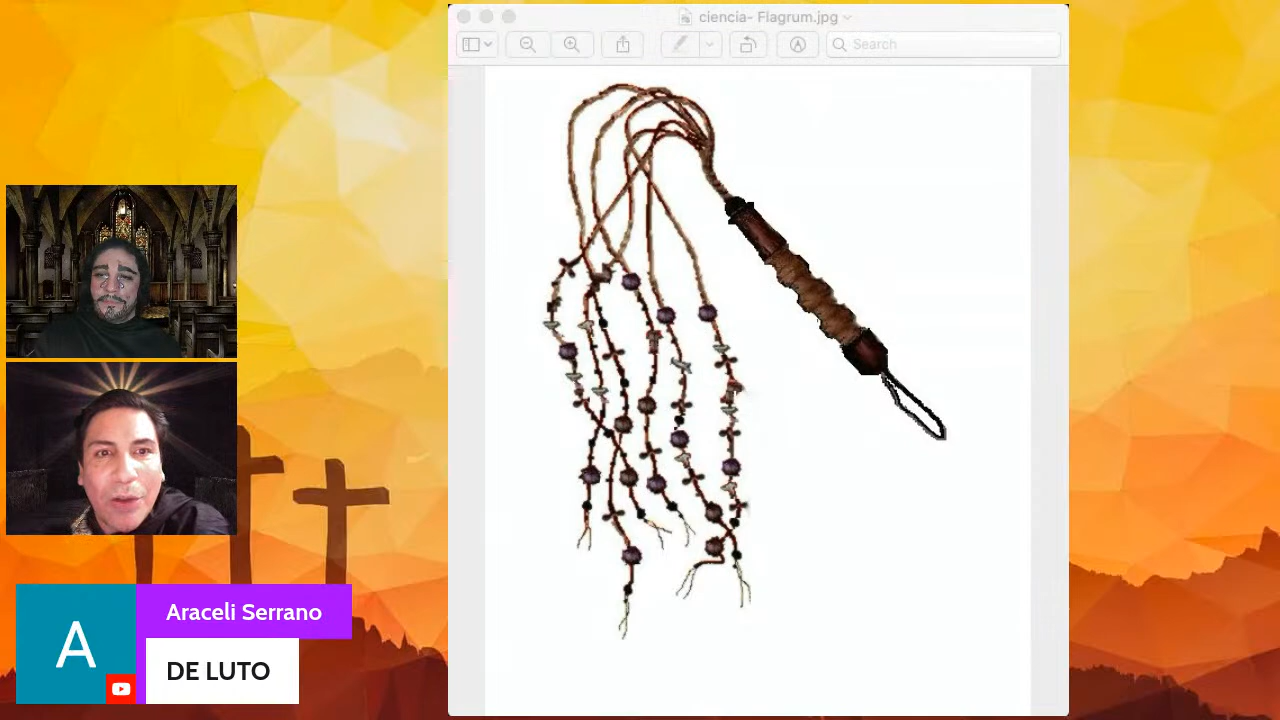 ciencia- Flagrum.jpg
Search
A
Araceli Serrano
DE LUTO